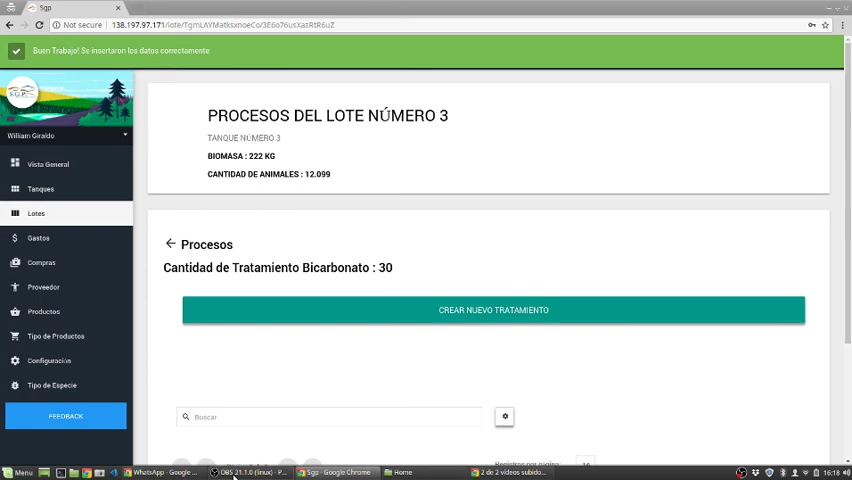 Sgp
Not secure | 138.197.97.171/lote/TgmLAYMatksxnoeCo/3E6o76usXazRtR6uZ
Buen Trabajo! Se insertaron los datos correctamente
S.G.P.
William Giraldo
Vista General
Tanques
Lotes
Gastos
Compras
Proveedor
Productos
Tipo de Productos
Configuración
Tipo de Especie
FEEDBACK
PROCESOS DEL LOTE NÚMERO 3
TANQUE NÚMERO 3
BIOMASA : 222 KG
CANTIDAD DE ANIMALES : 12.099
Procesos
Cantidad de Tratamiento Bicarbonato : 30
CREAR NUEVO TRATAMIENTO
Buscar
Registros por página:
Menu
WhatsApp - Google ...
OBS 21.1.0 (linux) - P...
Sgp - Google Chrome
Home
2 de 2 vídeos subido...
16:18